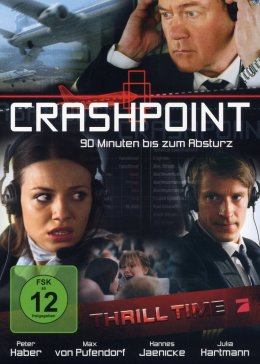 CRASHPOINT
90 Minuten bis zum Absturz
FSK
ab
12
freigegeben
THRILL TIME
Peter Haber
Max von Pufendorf
Hannes Jaenicke
Julia Hartmann